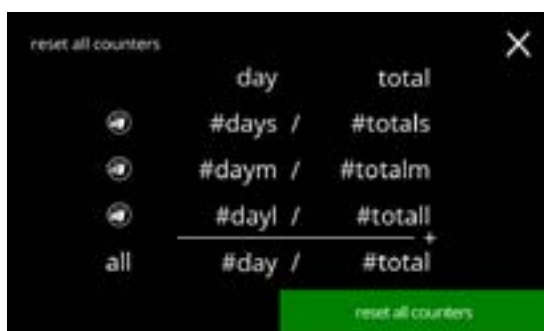 reset all counters
day total
#days / #totals
#daym / #totalm
#dayl / #totall
+
all #day / #total
reset all counters